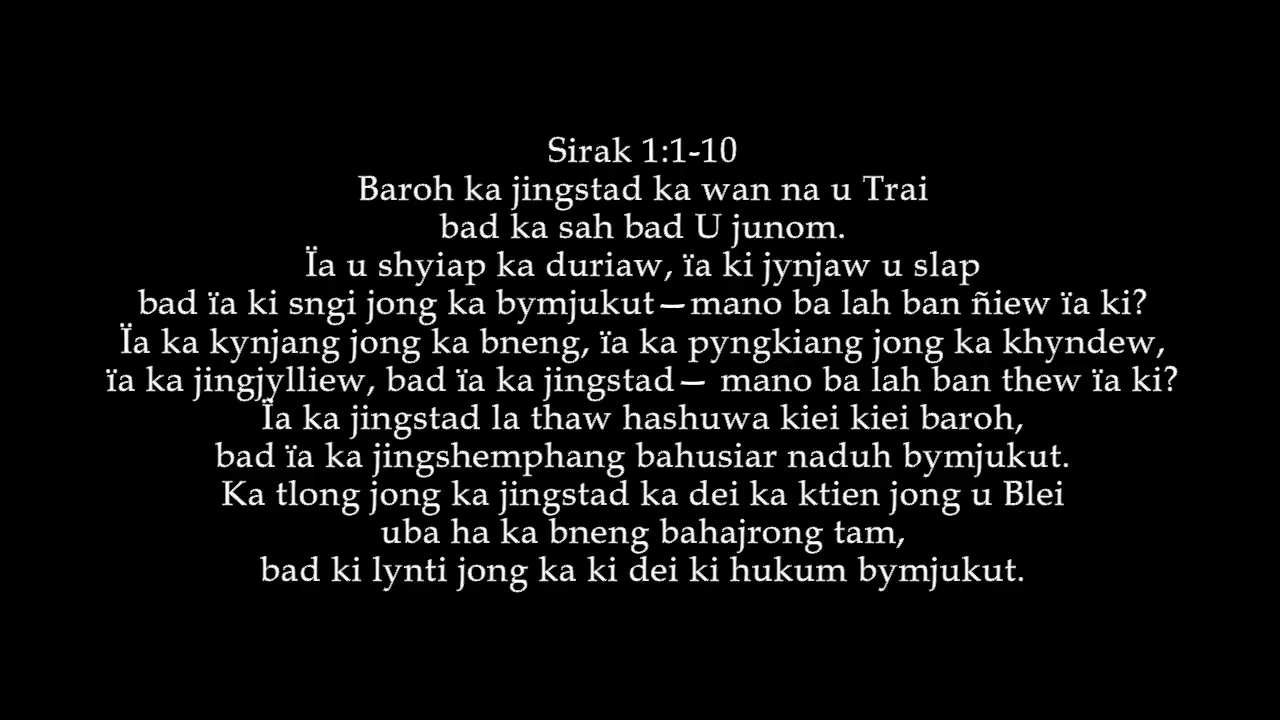 Sirak 1:1-10
Baroh ka jingstad ka wan na u Trai
bad ka sah bad U junom.
Ïa u shyiap ka duriaw, ïa ki jynjaw u slap
bad ïa ki sngi jong ka bymjukut—mano ba lah ban ñiew ïa ki?
Ïa ka kynjang jong ka bneng, ïa ka pyngkiang jong ka khyndew,
ïa ka jingjylliew, bad ïa ka jingstad— mano ba lah ban thew ïa ki?
Ïa ka jingstad la thaw hashuwa kiei kiei baroh,
bad ïa ka jingshemphang bahusiar naduh bymjukut.
Ka tlong jong ka jingstad ka dei ka ktien jong u Blei
uba ha ka bneng bahajrong tam,
bad ki lynti jong ka ki dei ki hukum bymjukut.